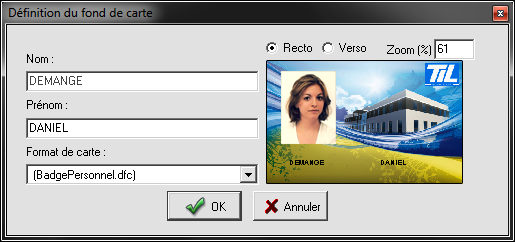 Définition du fond de carte
Nom :
DEMANGE
Prénom :
DANIEL
Format de carte :
(BadgePersonnel.dfc)
Recto Verso Zoom (%) 61
TiL
DEMANGE DANIEL
OK Annuler